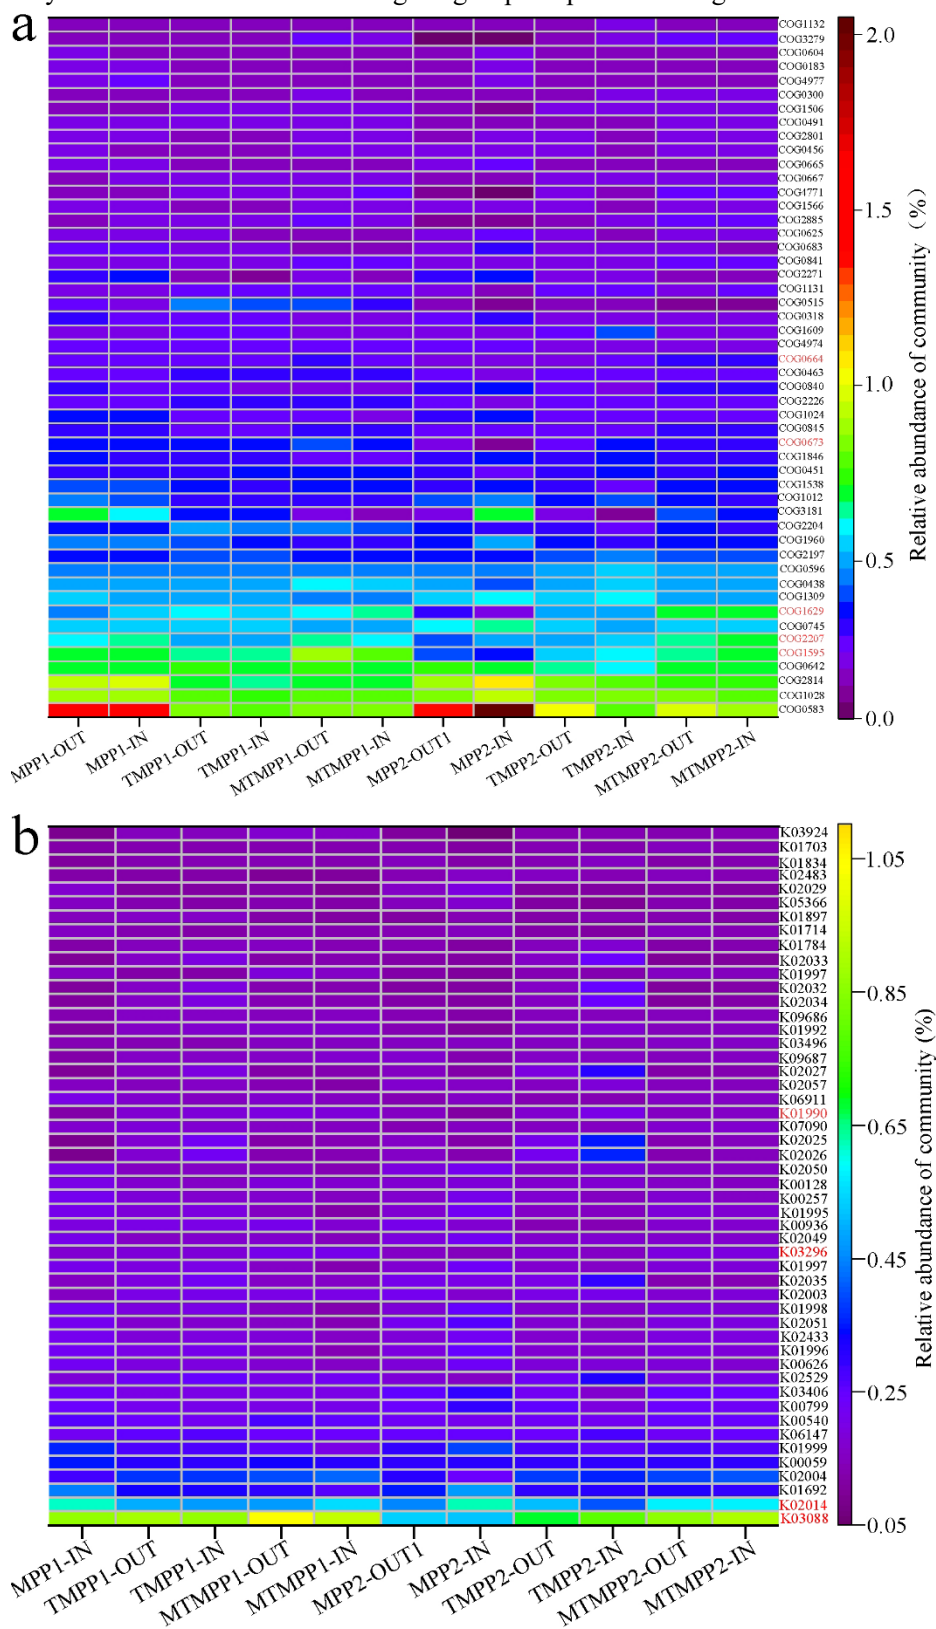 a
COG1132
COG3279
COG0604
COG0183
COG4977
COG0300
COG1506
COG0491
COG2801
COG0456
COG0665
COG0667
COG4771
COG1566
COG2885
COG0625
COG0683
COG0841
COG2271
COG1131
COG0515
COG0318
COG1609
COG4974
COG0664
COG0463
COG0840
COG2226
COG1024
COG0845
COG0673
COG1846
COG0451
COG1538
COG1012
COG3181
COG2204
COG1960
COG2197
COG0596
COG0438
COG1309
COG1629
COG0745
COG2207
COG1595
COG0642
COG2814
COG1028
COG0583
2.0
1.5
1.0
0.5
0.0
Relative abundance of community (%)
MPP1-OUT
MPP1-IN
TMPP1-OUT
TMPP1-IN
MTMPP1-OUT
MTMPP1-IN
MPP2-OUT1
MPP2-IN
TMPP2-OUT
TMPP2-IN
MTMPP2-OUT
MTMPP2-IN
b
K03924
K01703
K01834
K02483
K02029
K05366
K01897
K01714
K01784
K02033
K01997
K02032
K02034
K09686
K01992
K03496
K09687
K02027
K02057
K06911
K01990
K07090
K02025
K02026
K02050
K00128
K00257
K01995
K00936
K02049
K03296
K01997
K02035
K02003
K01998
K02051
K02433
K01996
K00626
K02529
K03406
K00799
K00540
K06147
K01999
K00059
K02004
K01692
K02014
K03088
1.05
0.85
0.65
0.45
0.25
0.05
Relative abundance of community (%)
MPP1-IN
TMPP1-OUT
TMPP1-IN
MTMPP1-OUT
MTMPP1-IN
MPP2-OUT1
MPP2-IN
TMPP2-OUT
TMPP2-IN
MTMPP2-OUT
MTMPP2-IN